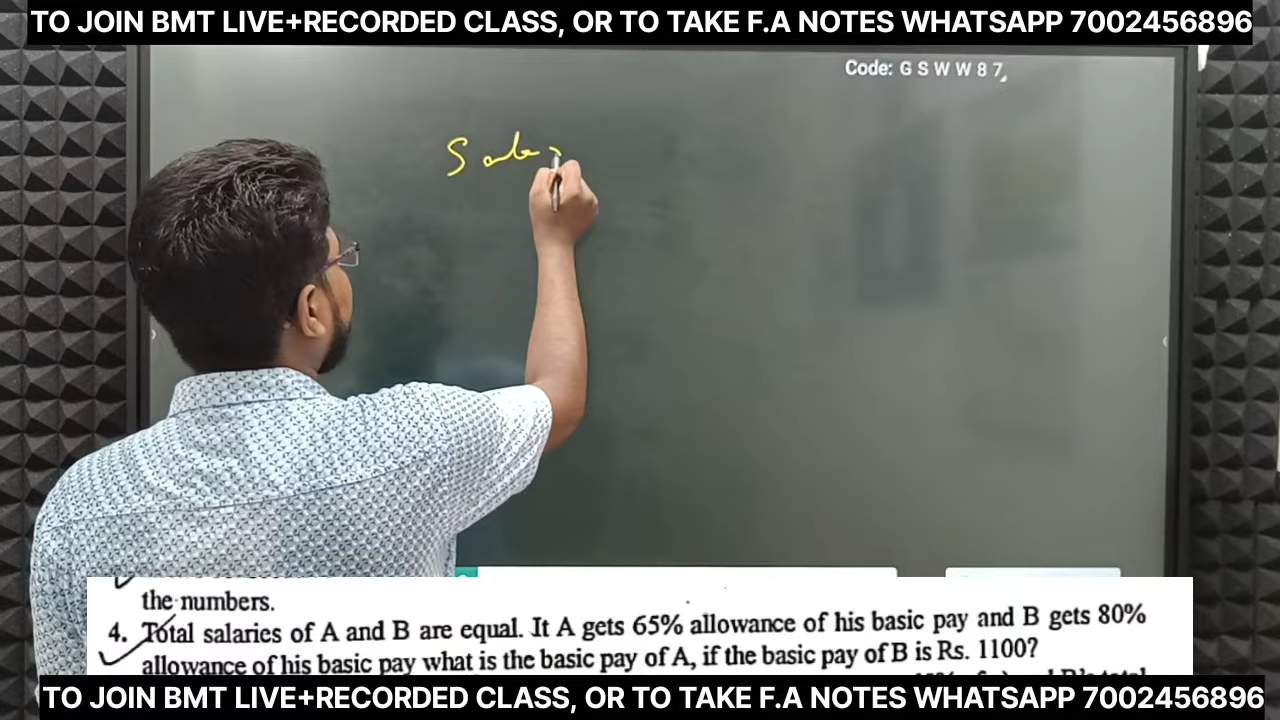 TO JOIN BMT LIVE+RECORDED CLASS, OR TO TAKE F.A NOTES WHATSAPP 7002456896
Code: G S W W 8 7
the numbers.
4. Total salaries of A and B are equal. It A gets 65% allowance of his basic pay and B gets 80%
allowance of his basic pay what is the basic pay of A, if the basic pay of B is Rs. 1100?
TO JOIN BMT LIVE+RECORDED CLASS, OR TO TAKE F.A NOTES WHATSAPP 7002456896